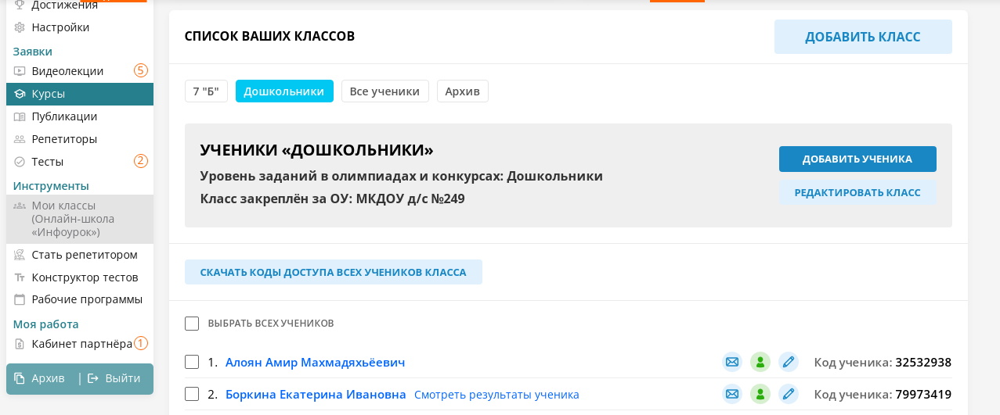 Достижения
Настройки
Заявки
Видеолекции 5
Курсы
Публикации
Репетиторы
Тесты 2
Инструменты
Мои классы
(Онлайн-школа
«Инфоурок»)
Стать репетитором
Конструктор тестов
Рабочие программы
Моя работа
Кабинет партнёра 1
Архив | Выйти
СПИСОК ВАШИХ КЛАССОВ
ДОБАВИТЬ КЛАСС
7 "Б" Дошкольники Все ученики Архив
УЧЕНИКИ «ДОШКОЛЬНИКИ»
Уровень заданий в олимпиадах и конкурсах: Дошкольники
Класс закреплён за ОУ: МКДОУ д/с №249
ДОБАВИТЬ УЧЕНИКА
РЕДАКТИРОВАТЬ КЛАСС
СКАЧАТЬ КОДЫ ДОСТУПА ВСЕХ УЧЕНИКОВ КЛАССА
ВЫБРАТЬ ВСЕХ УЧЕНИКОВ
1. Алоян Амир Махмадяхьёевич Код ученика: 32532938
2. Боркина Екатерина Ивановна Смотреть результаты ученика Код ученика: 79973419